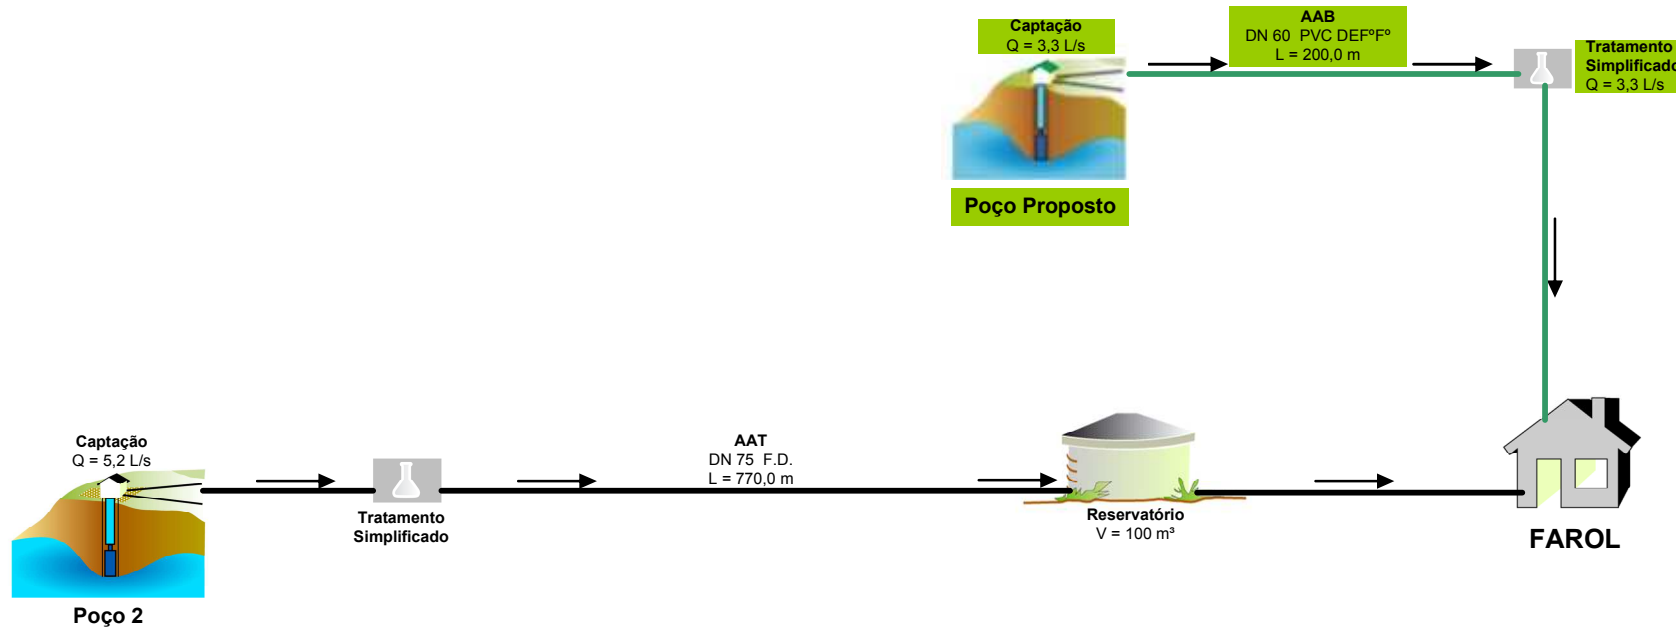 Captação
Q = 3,3 L/s
AAB
DN 60 PVC DEFºFº
L = 200,0 m
Tratamento
Simplificado
Q = 3,3 L/s
Poço Proposto
Captação
Q = 5,2 L/s
Tratamento
Simplificado
AAT
DN 75 F.D.
L = 770,0 m
Reservatório
V = 100 m³
FAROL
Poço 2